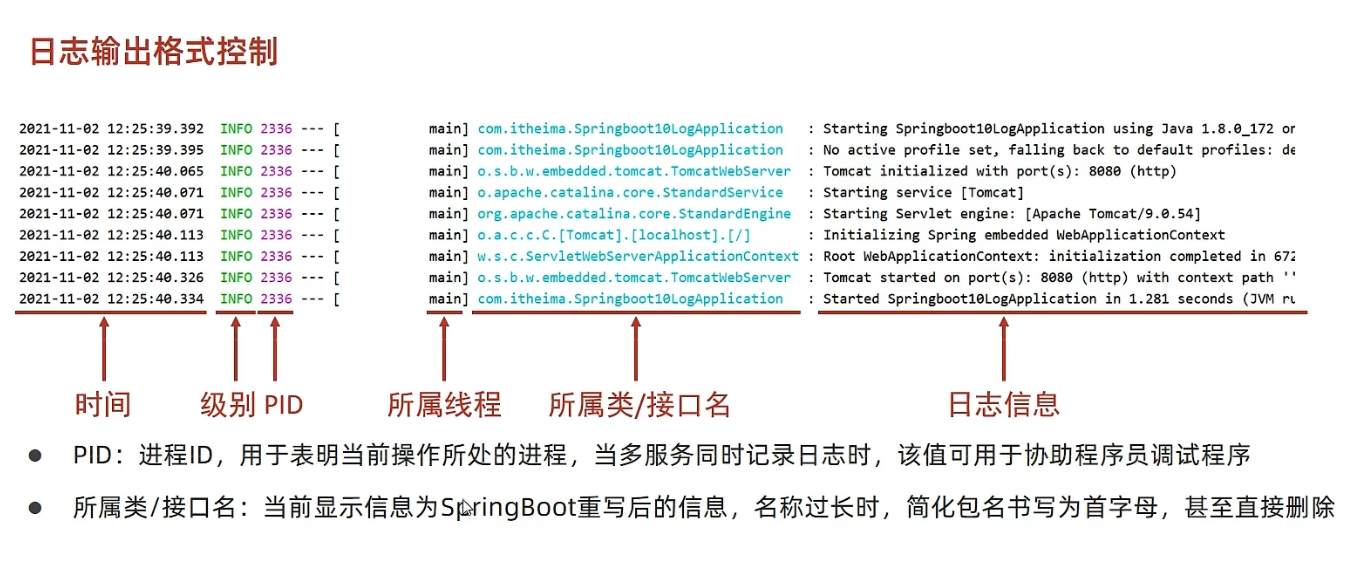 日志输出格式控制
2021-11-02 12:25:39.392 INFO 2336 --- [ main] com.itheima.Springboot10LogApplication : Starting Springboot10LogApplication using Java 1.8.0_172 on
2021-11-02 12:25:39.395 INFO 2336 --- [ main] com.itheima.Springboot10LogApplication : No active profile set, falling back to default profiles: de
2021-11-02 12:25:40.065 INFO 2336 --- [ main] o.s.b.w.embedded.tomcat.TomcatWebServer : Tomcat initialized with port(s): 8080 (http)
2021-11-02 12:25:40.071 INFO 2336 --- [ main] o.apache.catalina.core.StandardService : Starting service [Tomcat]
2021-11-02 12:25:40.071 INFO 2336 --- [ main] org.apache.catalina.core.StandardEngine : Starting Servlet engine: [Apache Tomcat/9.0.54]
2021-11-02 12:25:40.113 INFO 2336 --- [ main] o.a.c.c.C.[Tomcat].[localhost].[/] : Initializing Spring embedded WebApplicationContext
2021-11-02 12:25:40.113 INFO 2336 --- [ main] w.s.c.ServletWebServerApplicationContext : Root WebApplicationContext: initialization completed in 672
2021-11-02 12:25:40.326 INFO 2336 --- [ main] o.s.b.w.embedded.tomcat.TomcatWebServer : Tomcat started on port(s): 8080 (http) with context path ''
2021-11-02 12:25:40.334 INFO 2336 --- [ main] com.itheima.Springboot10LogApplication : Started Springboot10LogApplication in 1.281 seconds (JVM ru
时间 级别 PID 所属线程 所属类/接口名 日志信息
● PID：进程ID，用于表明当前操作所处的进程，当多服务同时记录日志时，该值可用于协助程序员调试程序
● 所属类/接口名：当前显示信息为SpringBoot重写后的信息，名称过长时，简化包名书写为首字母，甚至直接删除